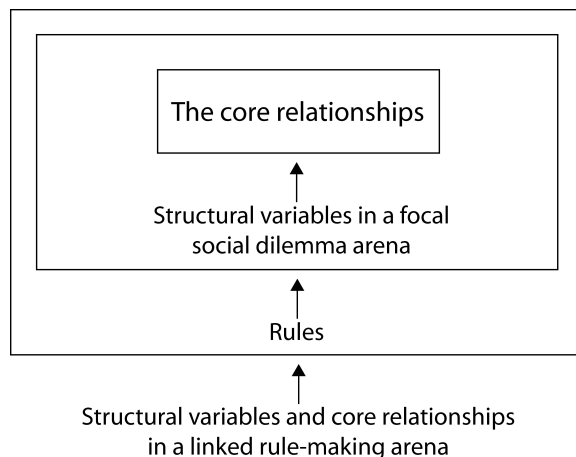 The core relationships
Structural variables in a focal
social dilemma arena
Rules
Structural variables and core relationships
in a linked rule-making arena